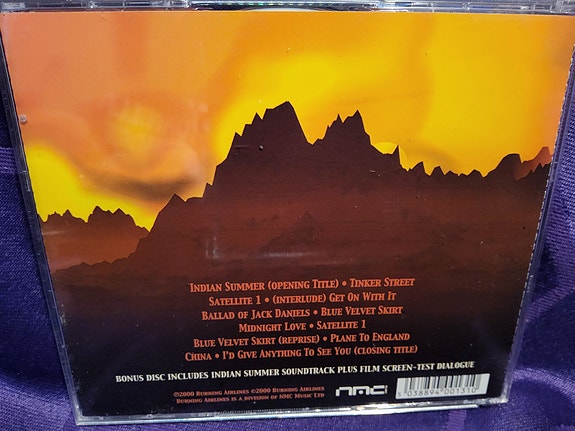 INDIAN SUMMER (OPENING TITLE) • TINKER STREET
SATELLITE 1 • (INTERLUDE) GET ON WITH IT
BALLAD OF JACK DANIELS • BLUE VELVET SKIRT
MIDNIGHT LOVE • SATELLITE 1
BLUE VELVET SKIRT (REPRISE) • PLANE TO ENGLAND
CHINA • I'D GIVE ANYTHING TO SEE YOU (CLOSING TITLE)
BONUS DISC INCLUDES INDIAN SUMMER SOUNDTRACK PLUS FILM SCREEN-TEST DIALOGUE
©2000 BURNING AIRLINES ©2000 BURNING AIRLINES
BURNING AIRLINES IS A DIVISION OF NMC MUSIC LTD
nmc
5 038894 001310